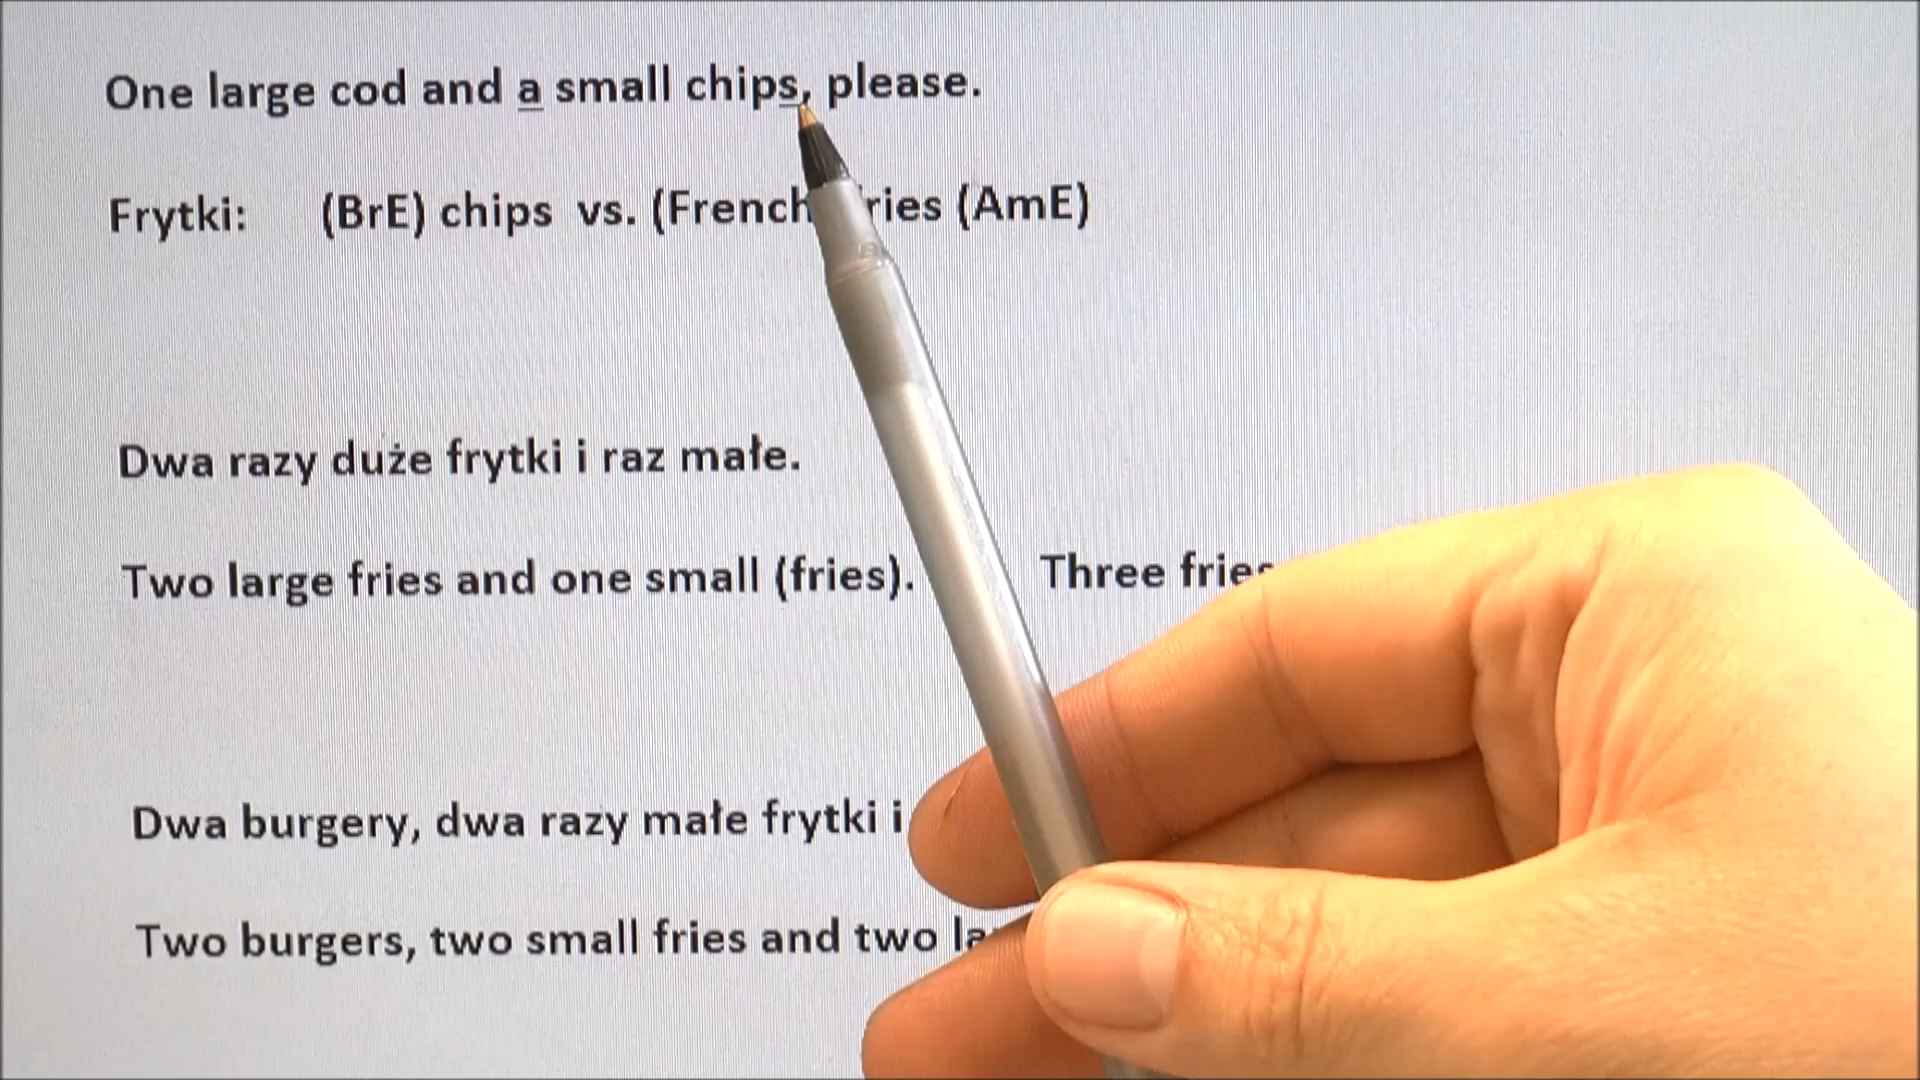 One large cod and a small chips, please.
Frytki: (BrE) chips vs. (French fries (AmE)
Dwa razy duże frytki i raz małe.
Two large fries and one small (fries). Three fries
Dwa burgery, dwa razy małe frytki i
Two burgers, two small fries and two